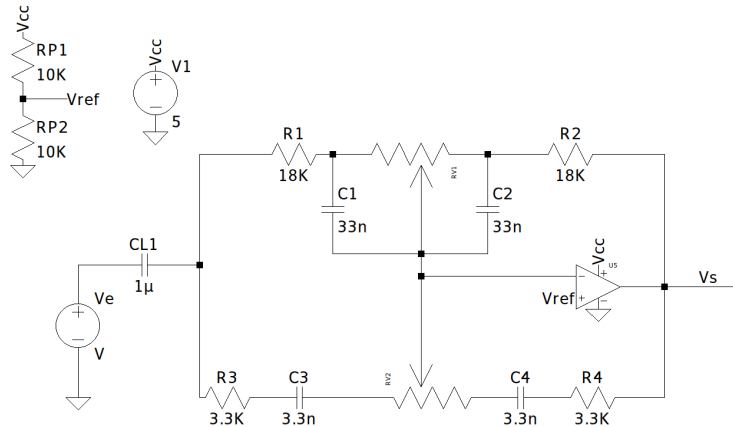 Vcc
RP1
10K
Vref
RP2
10K
Vcc
V1
5
R1
18K
RV1
R2
18K
C1
33n
C2
33n
CL1
1µ
Ve
V
Vcc
U5
Vref
Vs
R3
3.3K
C3
3.3n
RV2
C4
3.3n
R4
3.3K